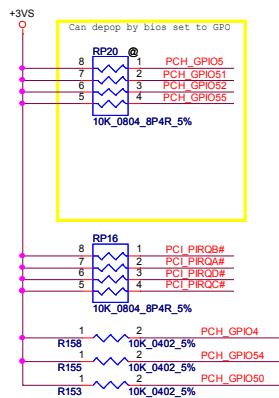 +3VS
Can depop by bios set to GPO
RP20 @
8 1 PCH_GPIO5
7 2 PCH_GPIO51
6 3 PCH_GPIO52
5 4 PCH_GPIO55
10K_0804_8P4R_5%
RP16
8 1 PCI_PIRQB#
7 2 PCI_PIRQA#
6 3 PCI_PIRQD#
5 4 PCI_PIRQC#
10K_0804_8P4R_5%
1 2 PCH_GPIO4
R158 10K_0402_5%
1 2 PCH_GPIO54
R155 10K_0402_5%
1 2 PCH_GPIO50
R153 10K_0402_5%